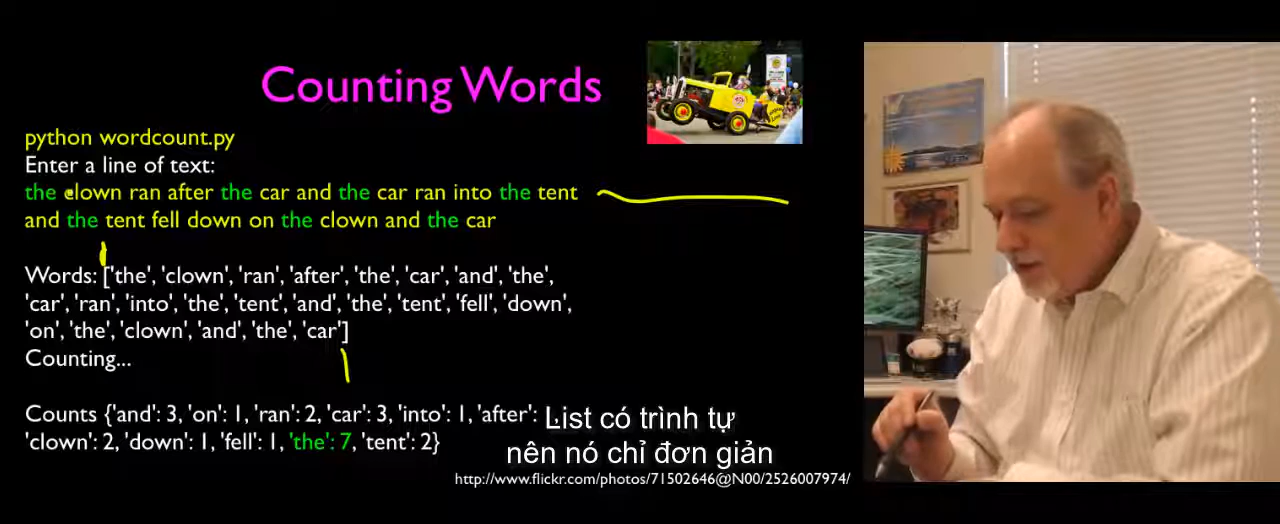 Counting Words
python wordcount.py
Enter a line of text:
the clown ran after the car and the car ran into the tent
and the tent fell down on the clown and the car
Words: ['the', 'clown', 'ran', 'after', 'the', 'car', 'and', 'the',
'car', 'ran', 'into', 'the', 'tent', 'and', 'the', 'tent', 'fell', 'down',
'on', 'the', 'clown', 'and', 'the', 'car']
Counting...
Counts {'and': 3, 'on': 1, 'ran': 2, 'car': 3, 'into': 1, 'after':
'clown': 2, 'down': 1, 'fell': 1, 'the': 7, 'tent': 2}
List có trình tự
nên nó chỉ đơn giản
http://www.flickr.com/photos/71502646@N00/2526007974/